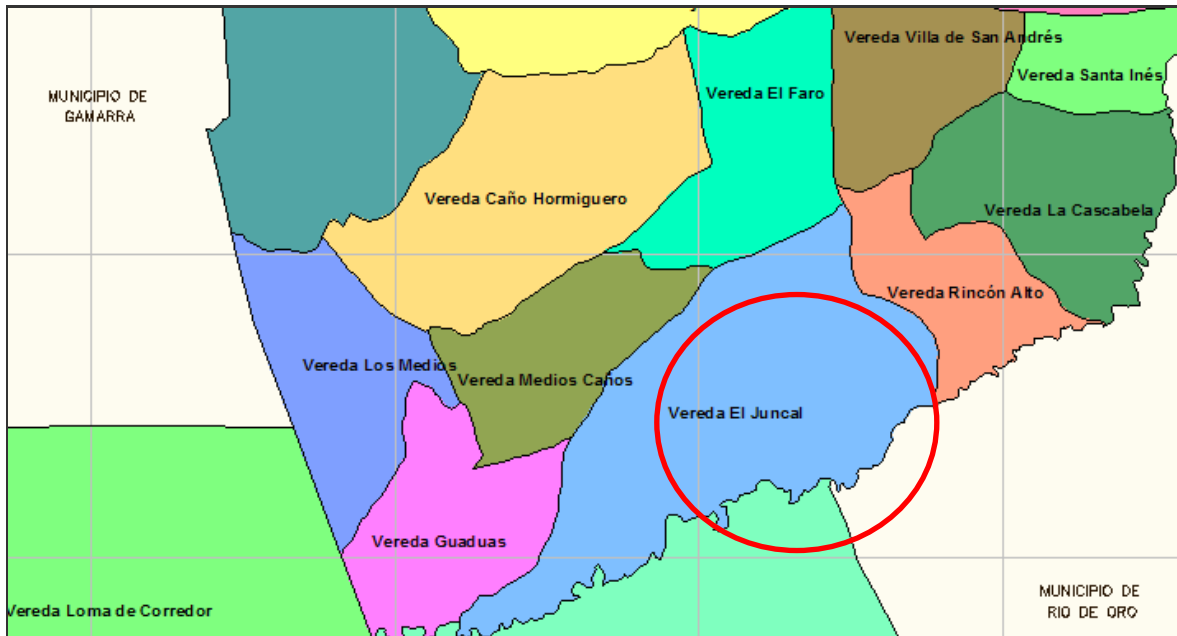 Vereda Villa de San Andrés
Vereda Santa Inés
MUNICIPIO DE
GAMARRA
Vereda El Faro
Vereda Caño Hormiguero
Vereda La Cascabela
Vereda Rincón Alto
Vereda Los Medios
Vereda Medios Caños
Vereda El Juncal
Vereda Guaduas
Vereda Loma de Corredor
MUNICIPIO DE
RIO DE ORO